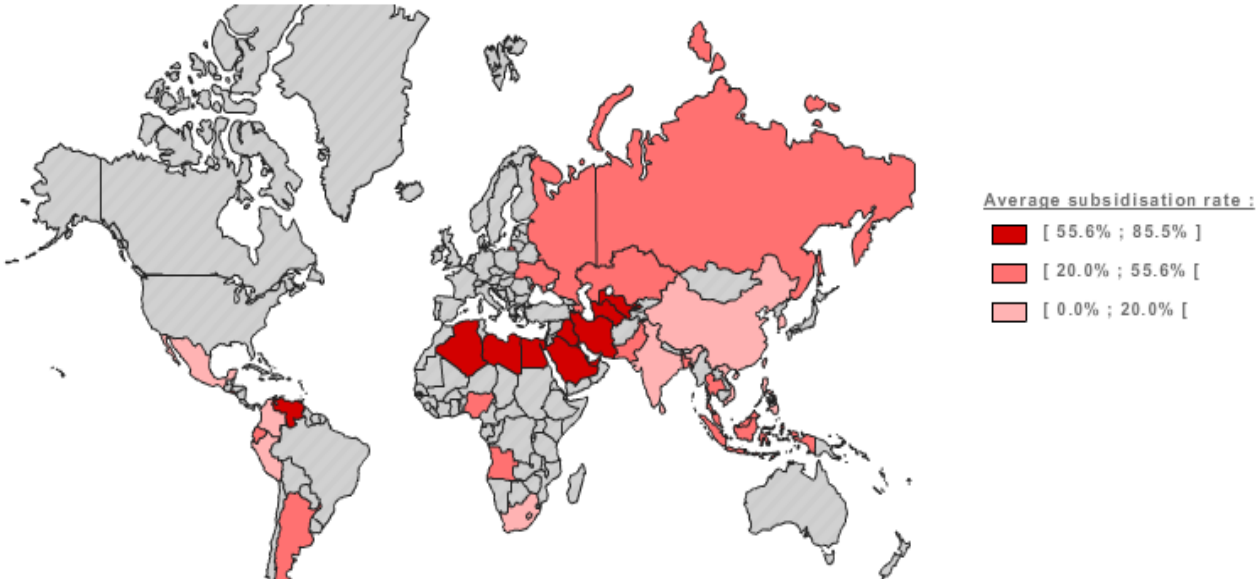 Average subsidisation rate :
[ 55.6% ; 85.5% ]
[ 20.0% ; 55.6% [
[ 0.0% ; 20.0% [